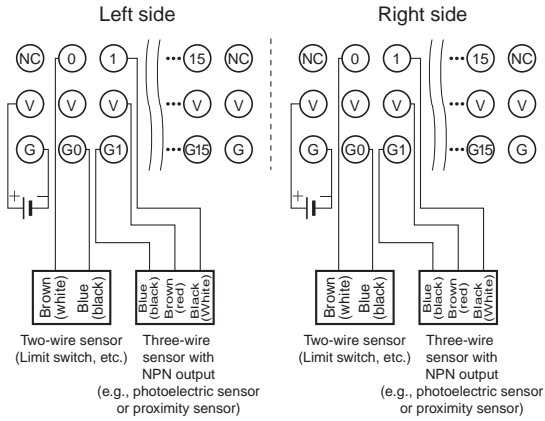 Left side
Right side
NC 0 1 ••• 15 NC
NC 0 1 ••• 15 NC
V V V ••• V V
V V V ••• V V
G G0 G1 ••• G15 G
G G0 G1 ••• G15 G
+ −
+ −
Brown
(white)
Blue
(black)
Blue
(black)
Brown
(red)
Black
(White)
Brown
(white)
Blue
(black)
Blue
(black)
Brown
(red)
Black
(White)
Two-wire sensor
(Limit switch, etc.)
Three-wire
sensor with
NPN output
(e.g., photoelectric sensor
or proximity sensor)
Two-wire sensor
(Limit switch, etc.)
Three-wire
sensor with
NPN output
(e.g., photoelectric sensor
or proximity sensor)